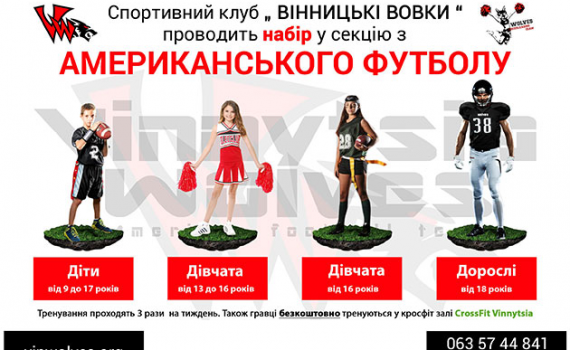 Спортивний клуб „ ВІННИЦЬКІ ВОВКИ “
проводить набір у секцію з
АМЕРИКАНСЬКОГО ФУТБОЛУ
WOLVES
Vinnytsia
Wolves
american football team
2
28
38
Діти
від 9 до 17 років
Дівчата
від 13 до 16 років
Дівчата
від 16 років
Дорослі
від 18 років
Тренування проходять 3 рази на тиждень. Також гравці безкоштовно тренуються у кросфіт залі CrossFit Vinnytsia
063 57 44 841